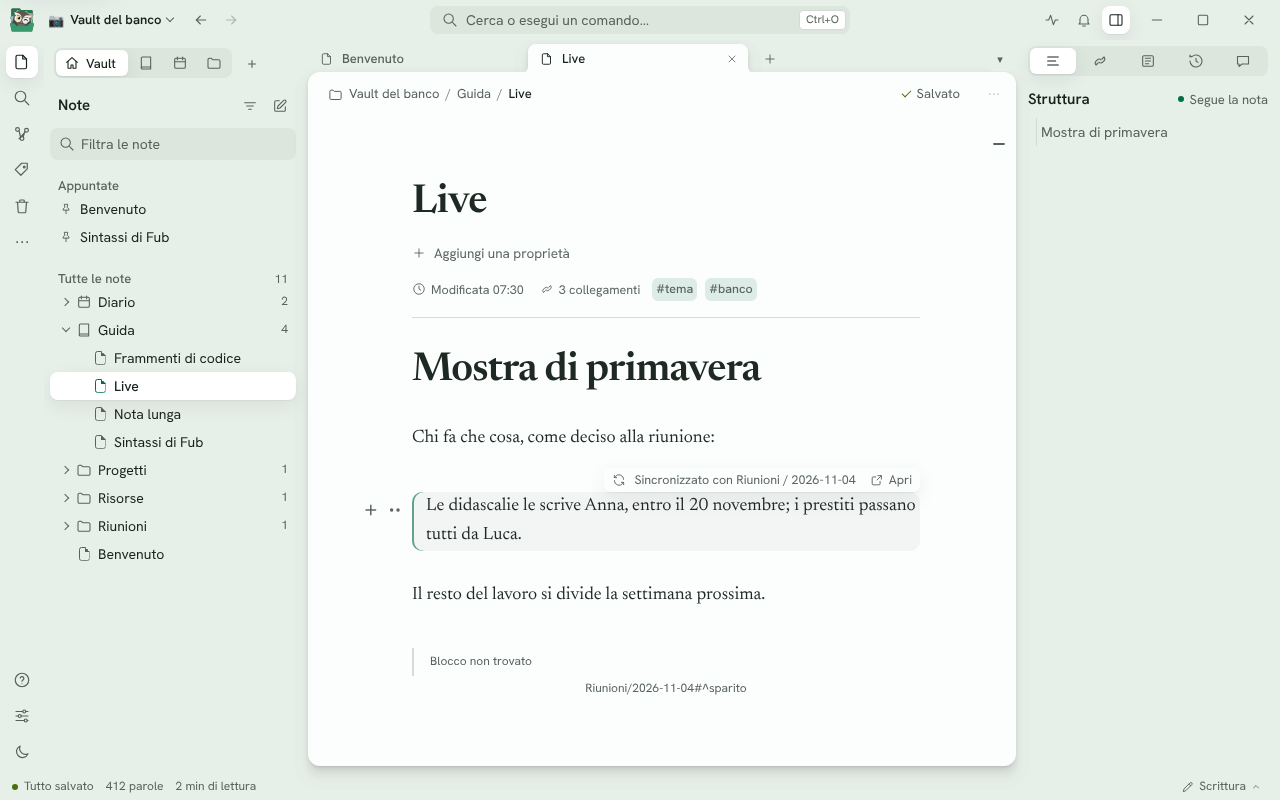 Vault del banco
Cerca o esegui un comando…
Ctrl+O
Vault
Note
Filtra le note
Appuntate
Benvenuto
Sintassi di Fub
Tutte le note 11
Diario 2
Guida 4
Frammenti di codice
Live
Nota lunga
Sintassi di Fub
Progetti 1
Risorse 1
Riunioni 1
Benvenuto
Benvenuto
Live
Vault del banco / Guida / Live
Salvato
Live
Aggiungi una proprietà
Modificata 07:30 3 collegamenti #tema #banco
Mostra di primavera
Chi fa che cosa, come deciso alla riunione:
Sincronizzato con Riunioni / 2026-11-04 Apri
Le didascalie le scrive Anna, entro il 20 novembre; i prestiti passano
tutti da Luca.
Il resto del lavoro si divide la settimana prossima.
Blocco non trovato
Riunioni/2026-11-04#^sparito
Struttura
Segue la nota
Mostra di primavera
Tutto salvato 412 parole 2 min di lettura
Scrittura